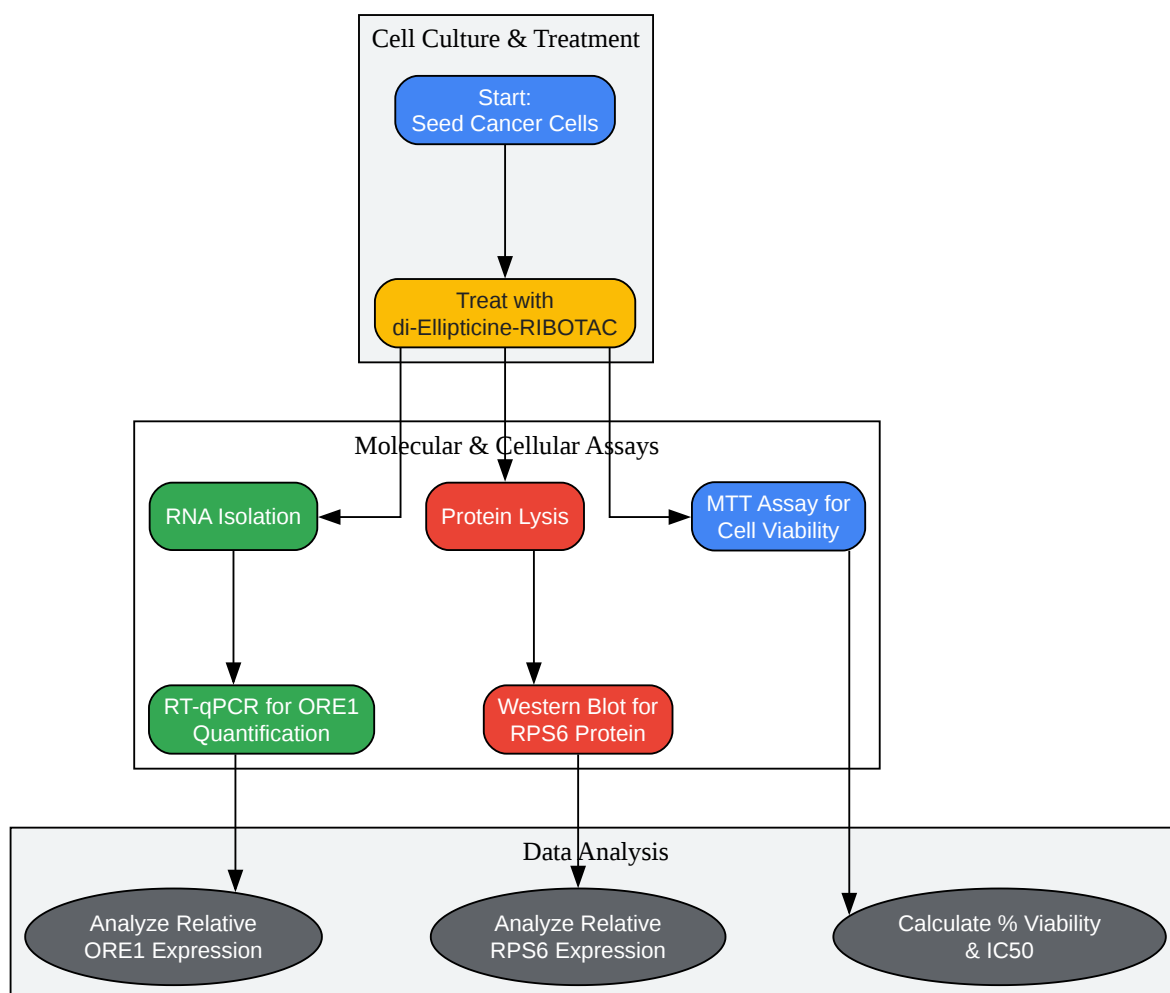 Cell Culture & Treatment
Start:
Seed Cancer Cells
Treat with
di-Ellipticine-RIBOTAC
Molecular & Cellular Assays
RNA Isolation
Protein Lysis
MTT Assay for
Cell Viability
RT-qPCR for ORE1
Quantification
Western Blot for
RPS6 Protein
Data Analysis
Analyze Relative
ORE1 Expression
Analyze Relative
RPS6 Expression
Calculate % Viability
& IC50